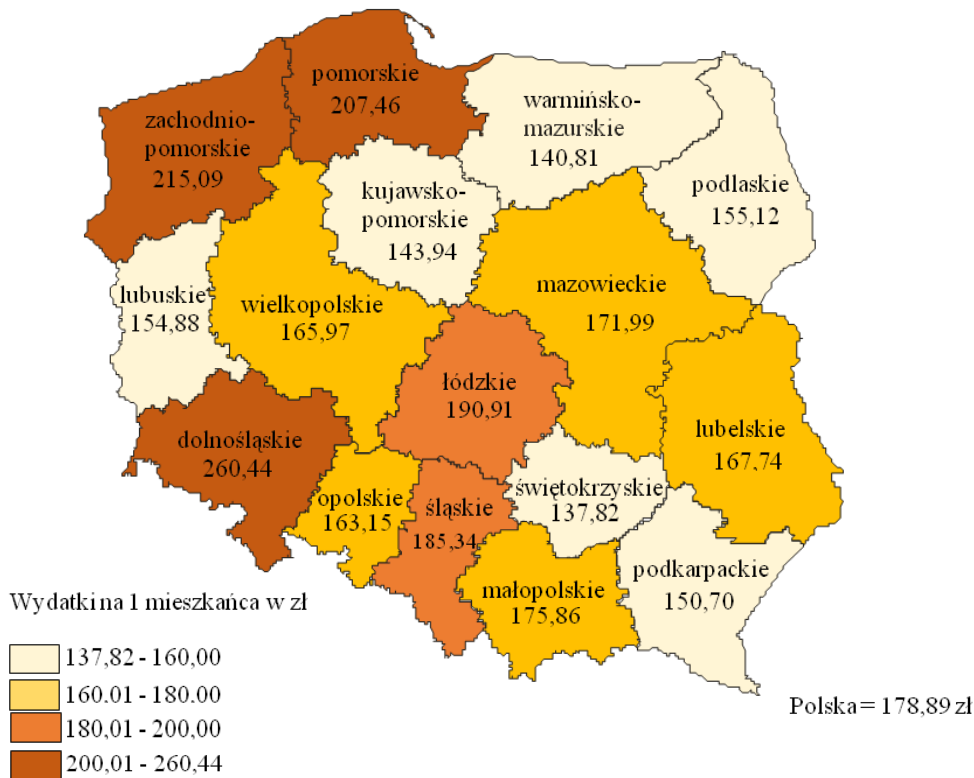 pomorskie
207,46
zachodnio-
pomorskie
215,09
warmińsko-
mazurskie
140,81
podlaskie
155,12
kujawsko-
pomorskie
143,94
lubuskie
154,88
wielkopolskie
165,97
mazowieckie
171,99
łódzkie
190,91
dolnośląskie
260,44
lubelskie
167,74
opolskie
163,15
śląskie
185,34
świętokrzyskie
137,82
małopolskie
175,86
podkarpackie
150,70
Wydatki na 1 mieszkańca w zł
137,82 - 160,00
160.01 - 180.00
180,01 - 200,00
200,01 - 260,44
Polska = 178,89 zł